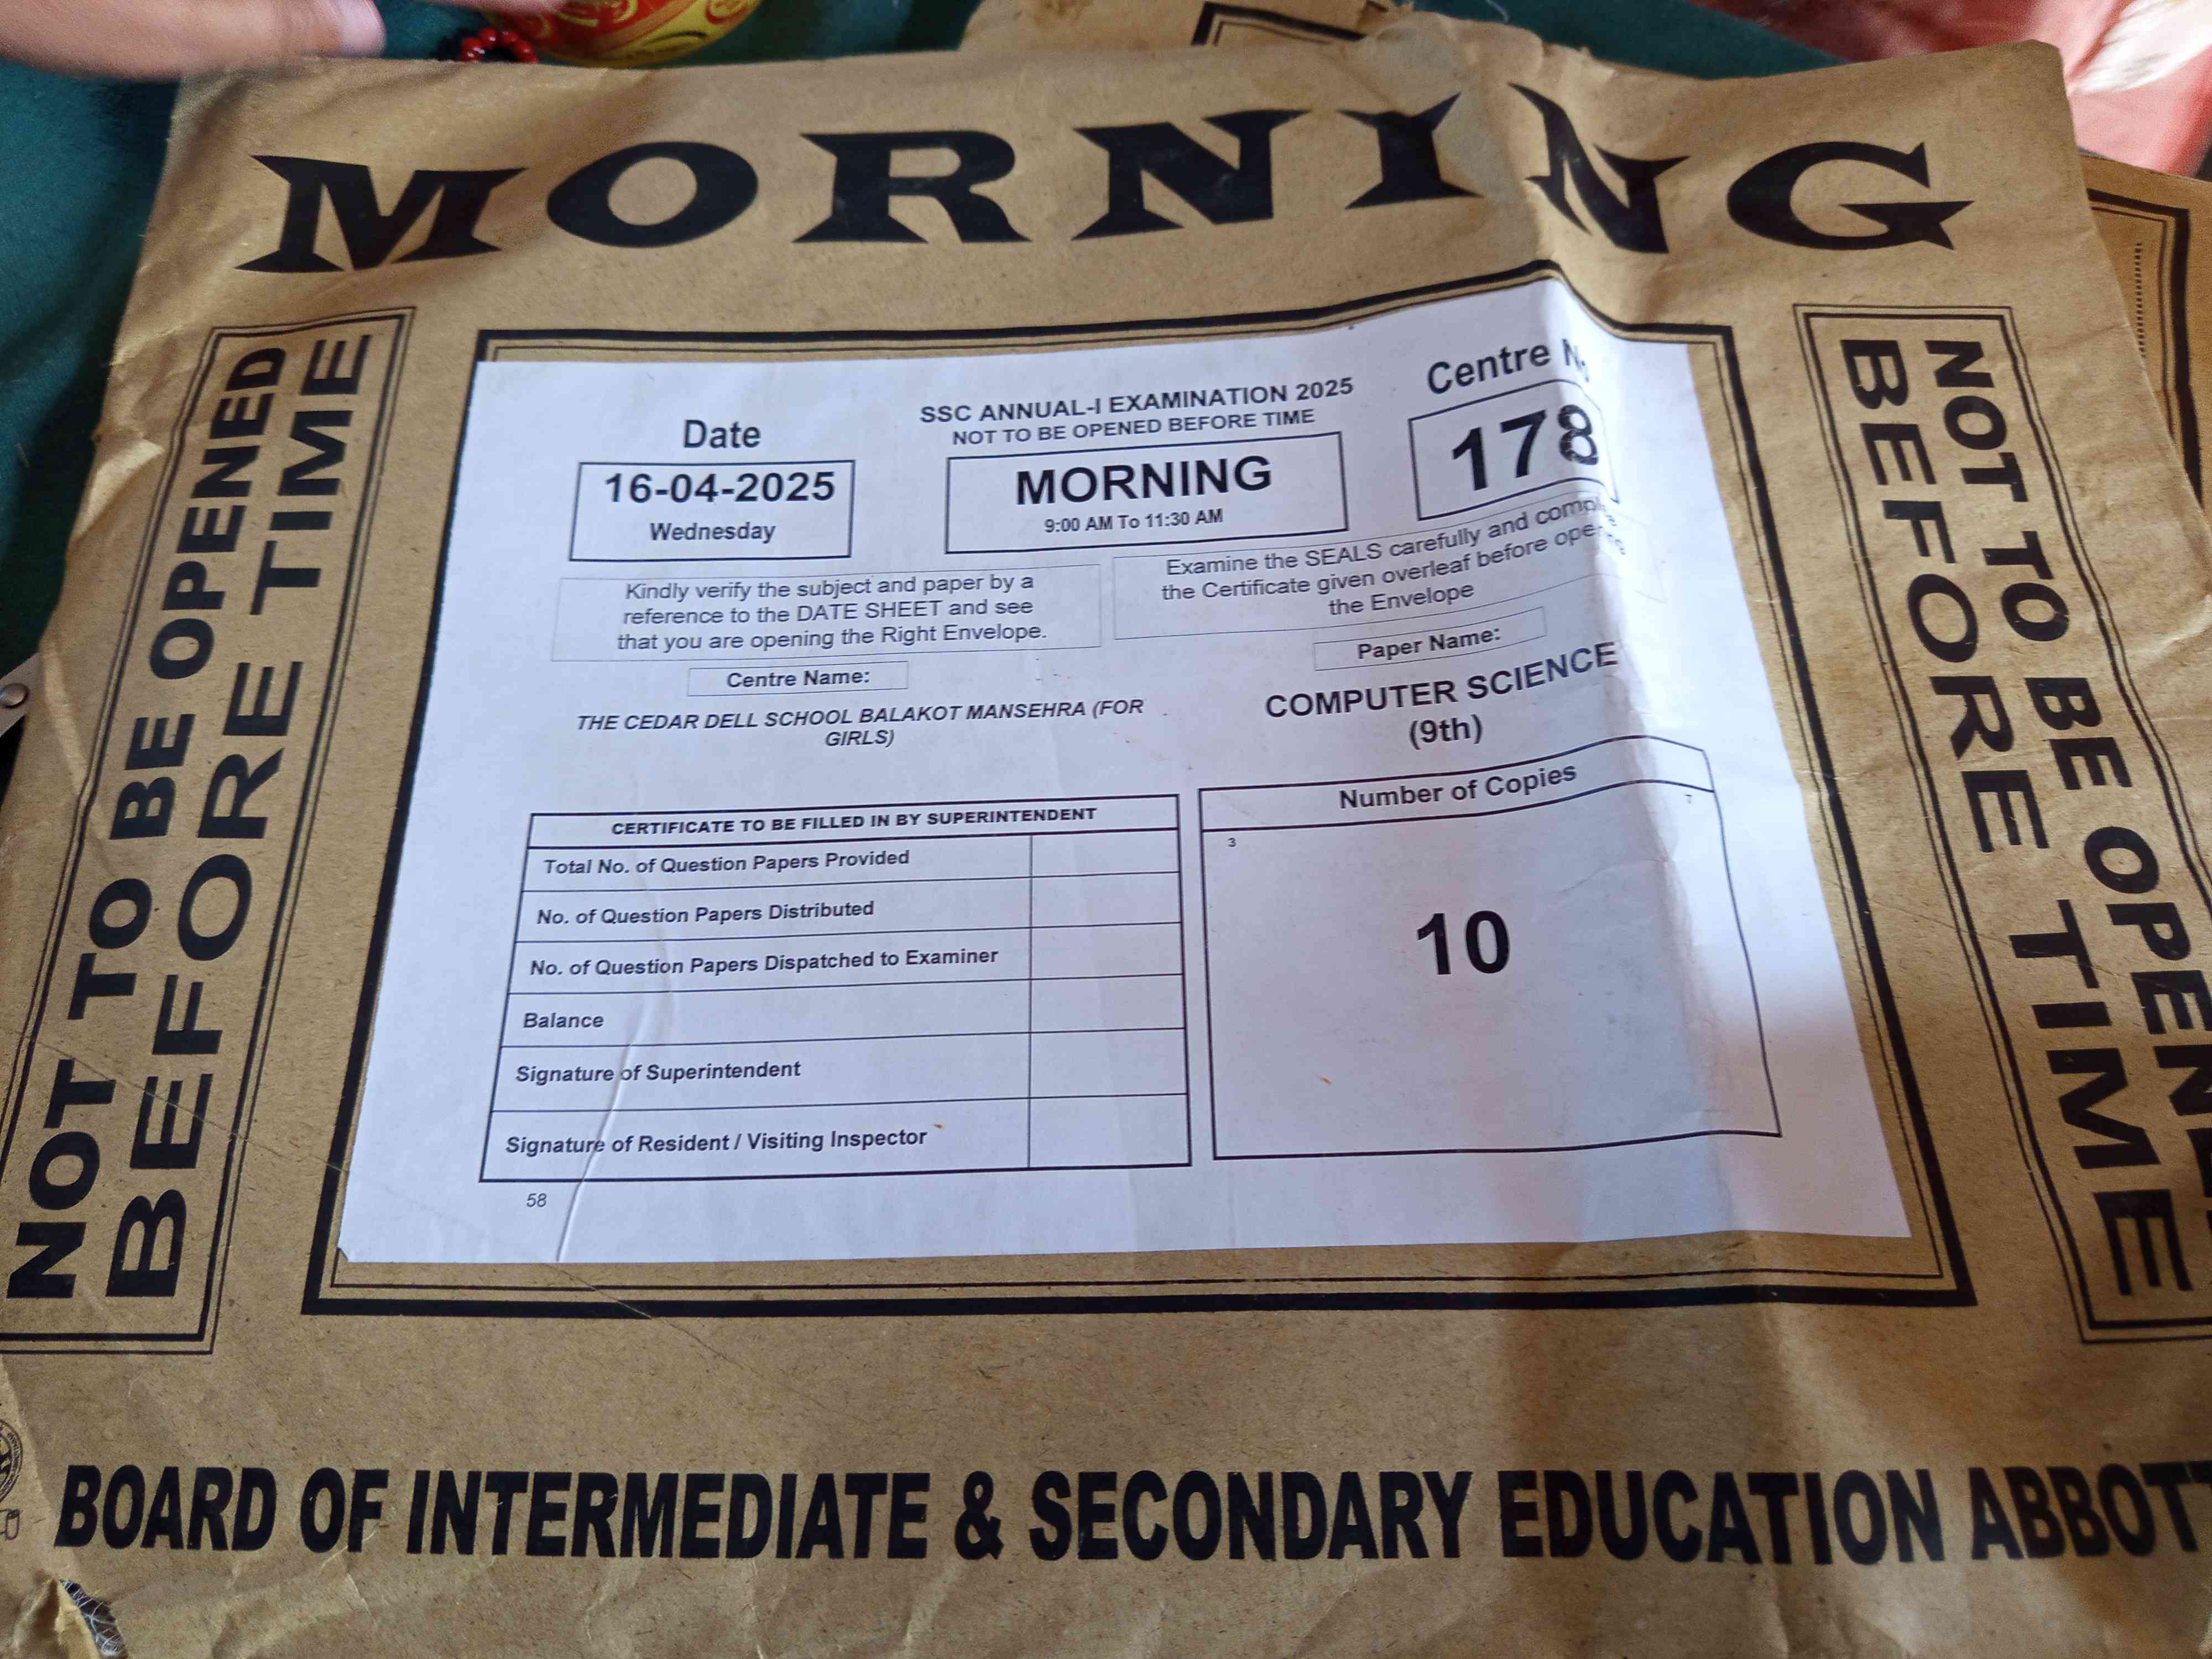 MORNING
NOT TO BE OPENED
BEFORE TIME
Date
16-04-2025
Wednesday
SSC ANNUAL-I EXAMINATION 2025
NOT TO BE OPENED BEFORE TIME
MORNING
9:00 AM To 11:30 AM
Centre
178
Kindly verify the subject and paper by a
reference to the DATE SHEET and see
that you are opening the Right Envelope.
Examine the SEALS carefully and
the Certificate given overleaf before
the Envelope
Centre Name:
THE CEDAR DELL SCHOOL BALAKOT MANSEHRA (FOR
GIRLS)
Paper Name:
COMPUTER SCIENCE
(9th)
CERTIFICATE TO BE FILLED IN BY SUPERINTENDENT
Total No. of Question Papers Provided
No. of Question Papers Distributed
No. of Question Papers Dispatched to Examiner
Balance
Signature of Superintendent
Signature of Resident / Visiting Inspector
58
Number of Copies
3
7
10
NOT TO BE OPENED
BEFORE TIME
BOARD OF INTERMEDIATE & SECONDARY EDUCATION ABBOTT